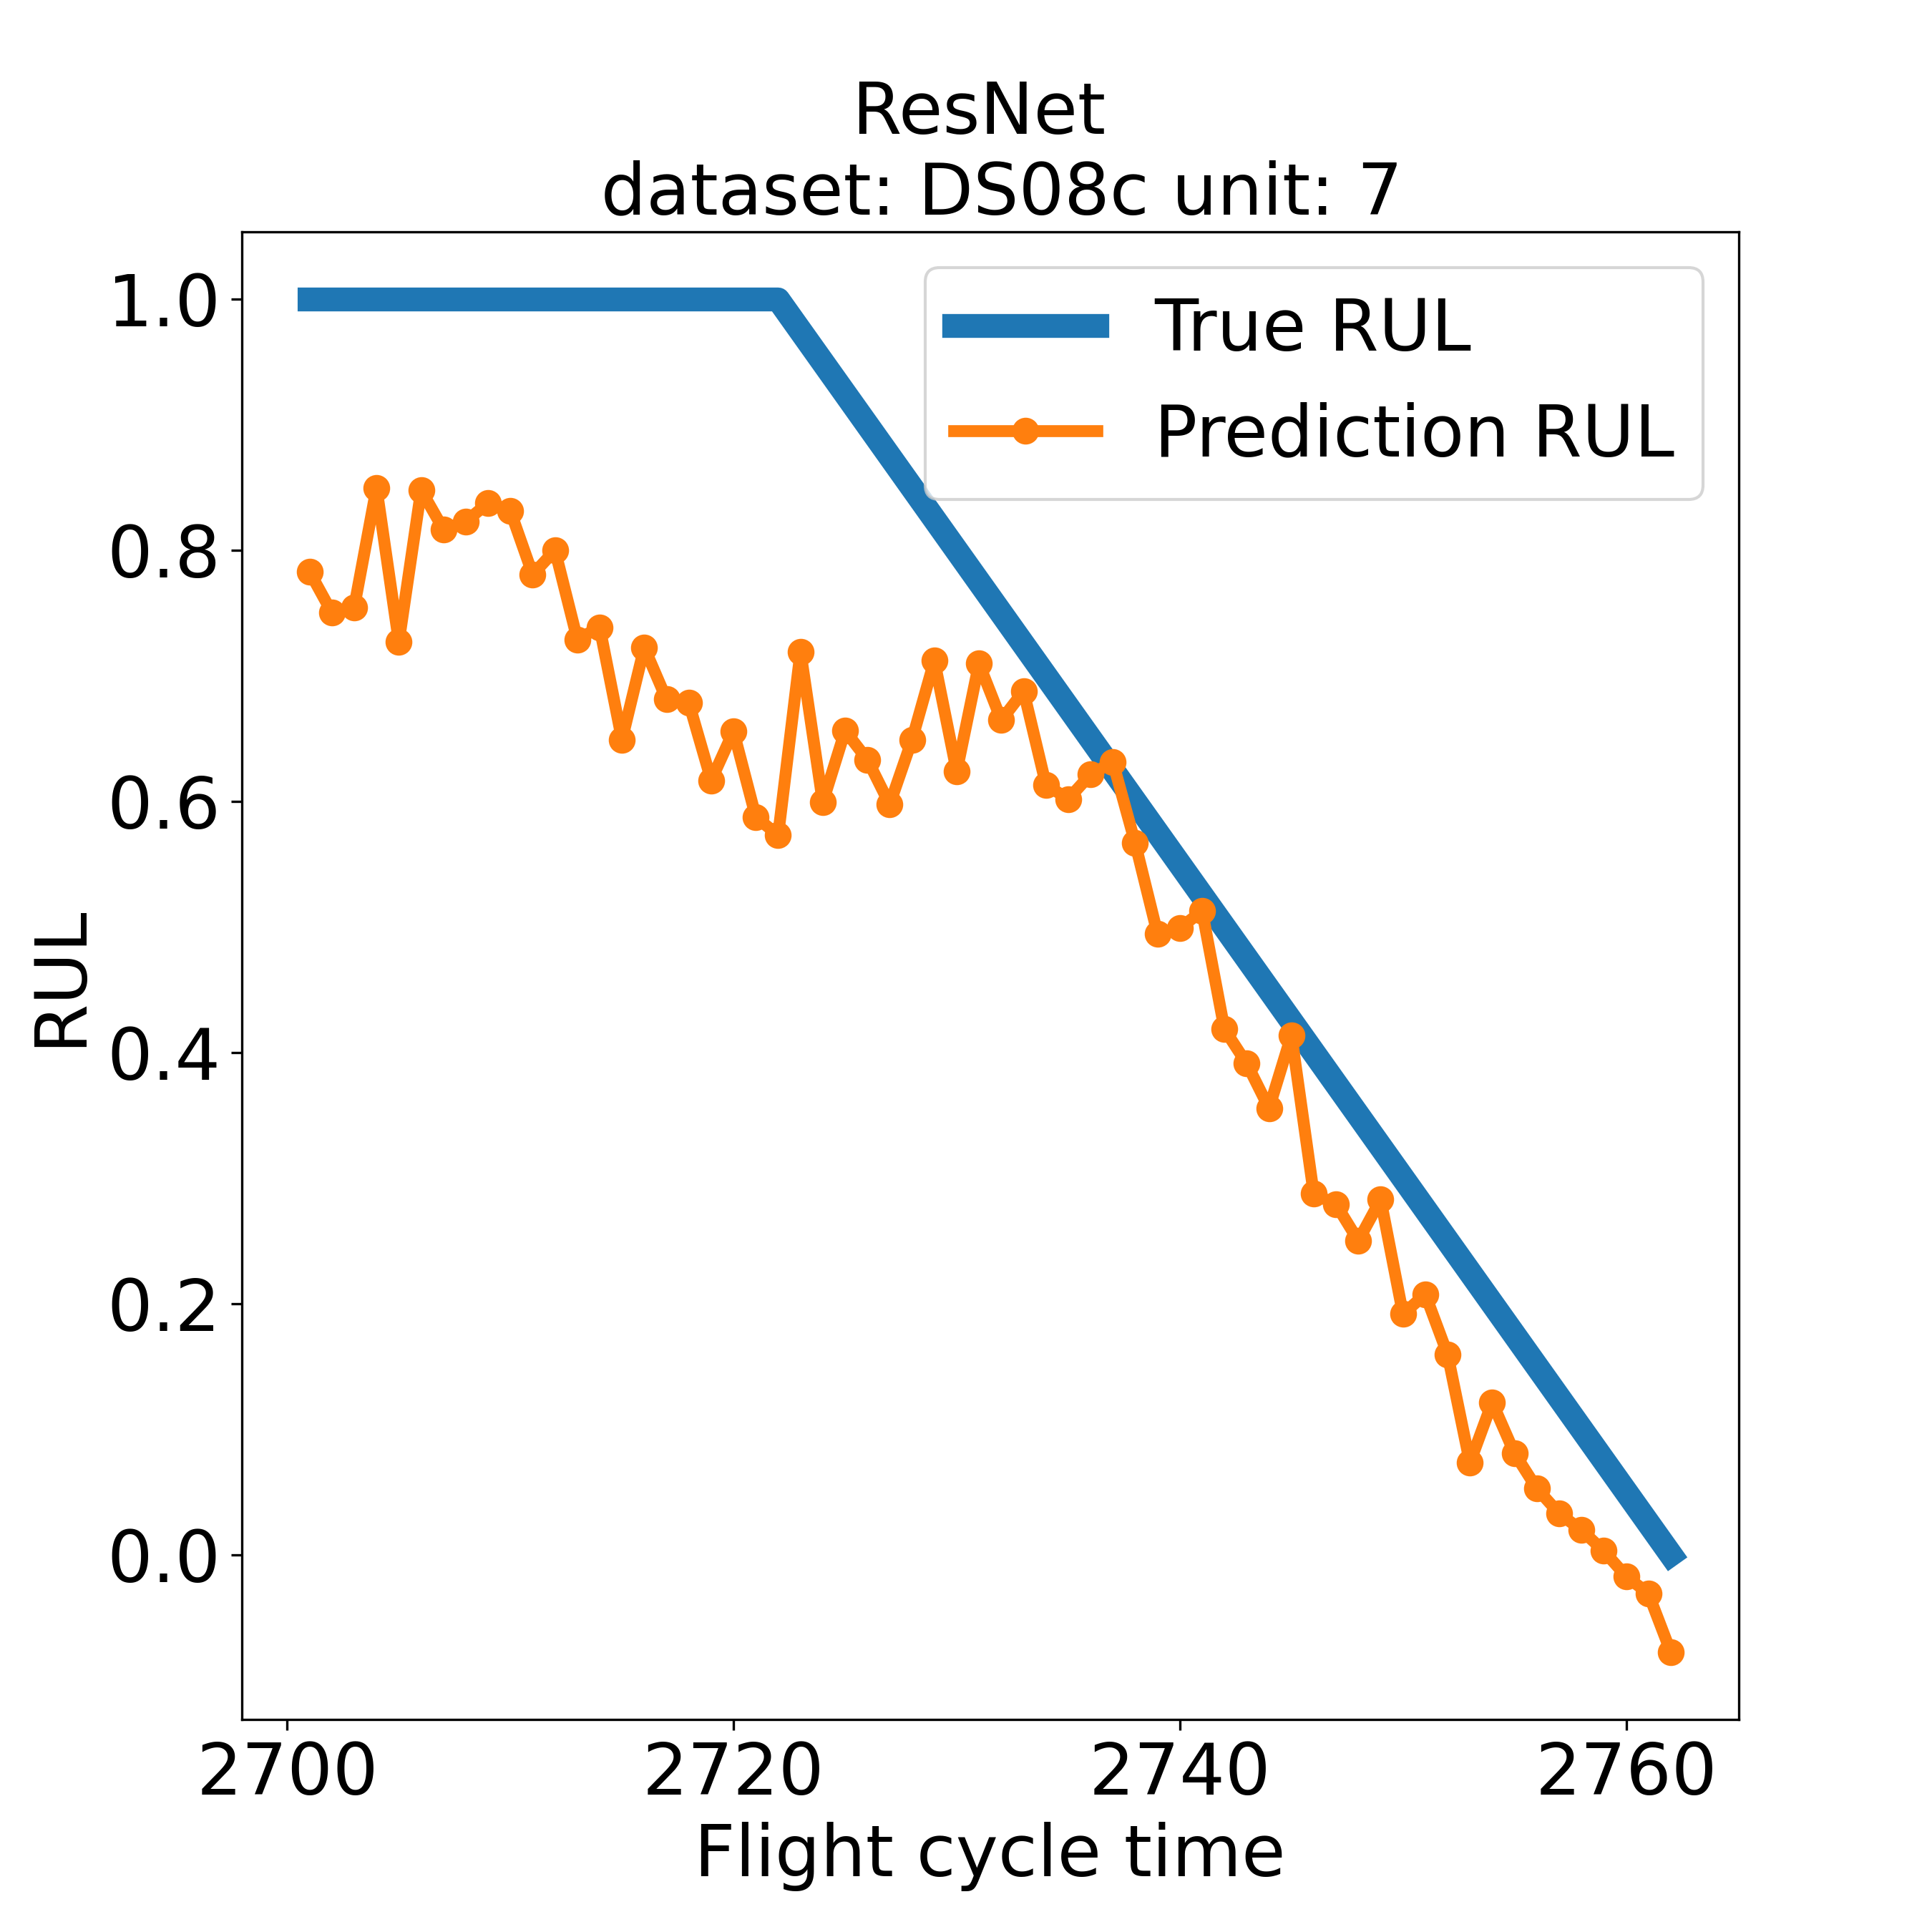 ResNet
dataset: DS08c unit: 7
True RUL
Prediction RUL
1.0
0.8
0.6
0.4
0.2
0.0
RUL
2700 2720 2740 2760
Flight cycle time